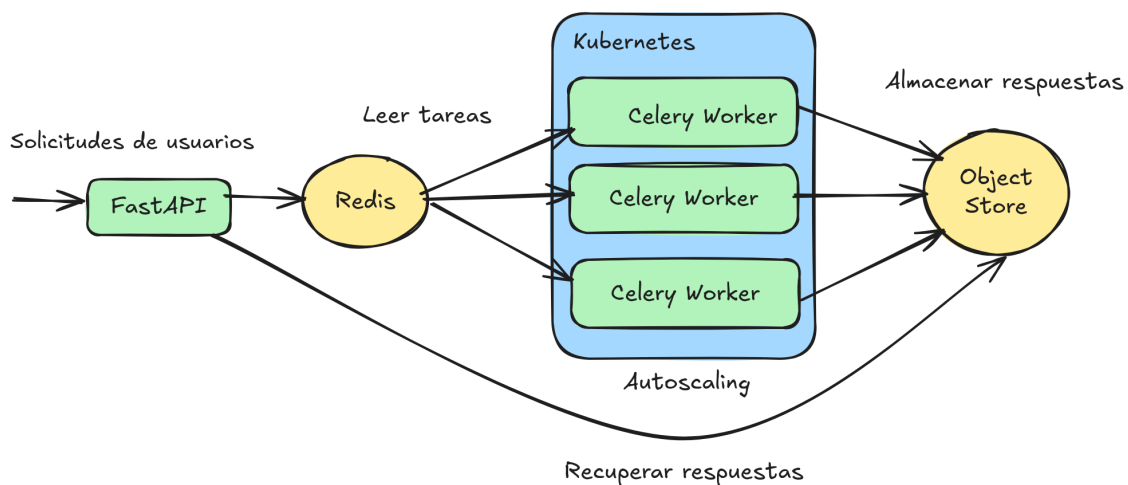 Kubernetes
Almacenar respuestas
Leer tareas
Celery Worker
Solicitudes de usuarios
FastAPI
Redis
Celery Worker
Object
Store
Celery Worker
Autoscaling
Recuperar respuestas